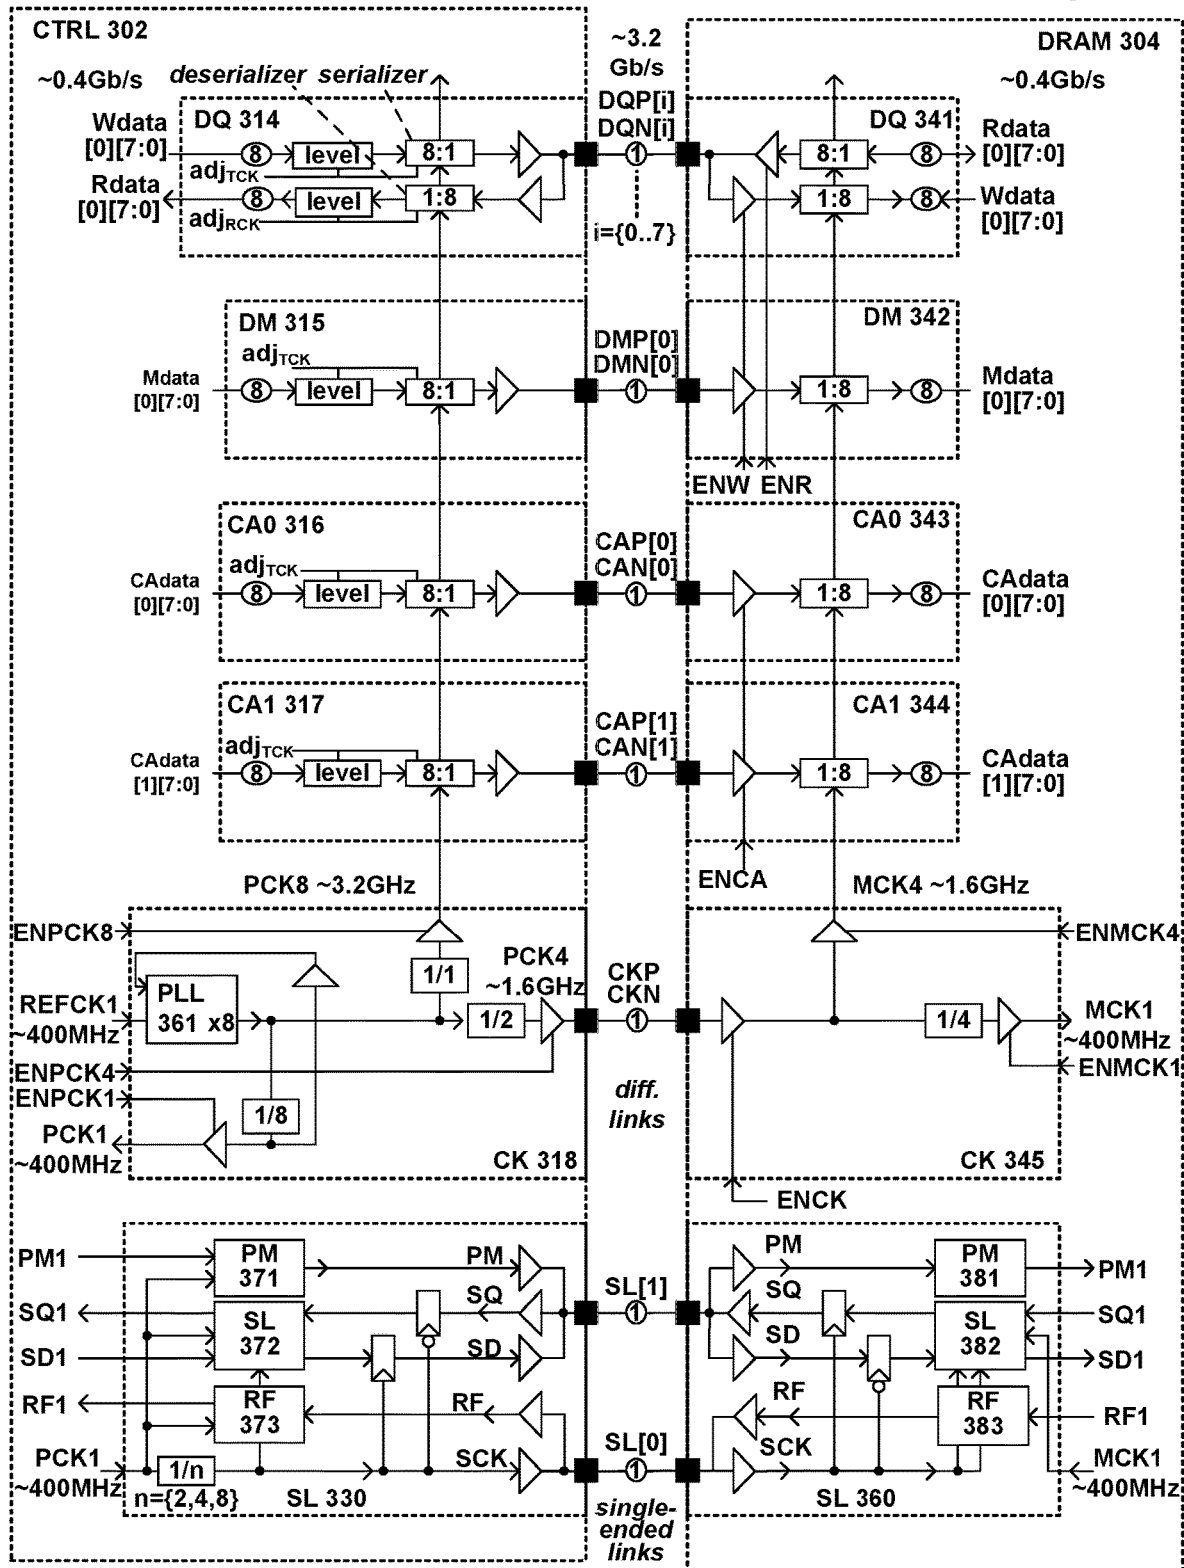 CTRL 302
~3.2
Gb/s
DRAM 304
~0.4Gb/s
deserializer serializer
~0.4Gb/s
DQP[i]
DQN[i]
Wdata
[0][7:0]
DQ 314
8
level
8:1
adjTCK
Rdata
[0][7:0]
8
level
1:8
adjRCK
1
i={0..7}
DQ 341
8:1
8
Rdata
[0][7:0]
1:8
8
Wdata
[0][7:0]
DM 315
adjTCK
Mdata
[0][7:0]
8
level
8:1
DMP[0]
DMN[0]
1
DM 342
1:8
8
Mdata
[0][7:0]
ENW ENR
CA0 316
adjTCK
CAdata
[0][7:0]
8
level
8:1
CAP[0]
CAN[0]
1
CA0 343
1:8
8
CAdata
[0][7:0]
CA1 317
adjTCK
CAdata
[1][7:0]
8
level
8:1
CAP[1]
CAN[1]
1
CA1 344
1:8
8
CAdata
[1][7:0]
ENCA
PCK8 ~3.2GHz
MCK4 ~1.6GHz
ENPCK8
ENMCK4
1/1
PCK4
~1.6GHz
PLL
361 x8
REFCK1
~400MHz
1/2
CKP
CKN
1
1/4
MCK1
~400MHz
ENPCK4
ENMCK1
ENPCK1
1/8
PCK1
~400MHz
diff.
links
CK 318
CK 345
ENCK
PM1
PM
371
PM
SQ1
SL
372
SQ
SD1
SD
RF1
RF
373
RF
PCK1
~400MHz
1/n
SCK
n={2,4,8}
SL 330
SL[1]
1
SL[0]
1
single-
ended
links
PM
PM
381
PM1
SQ
SL
382
SQ1
SD
SD1
RF
RF
383
RF1
SCK
MCK1
~400MHz
SL 360